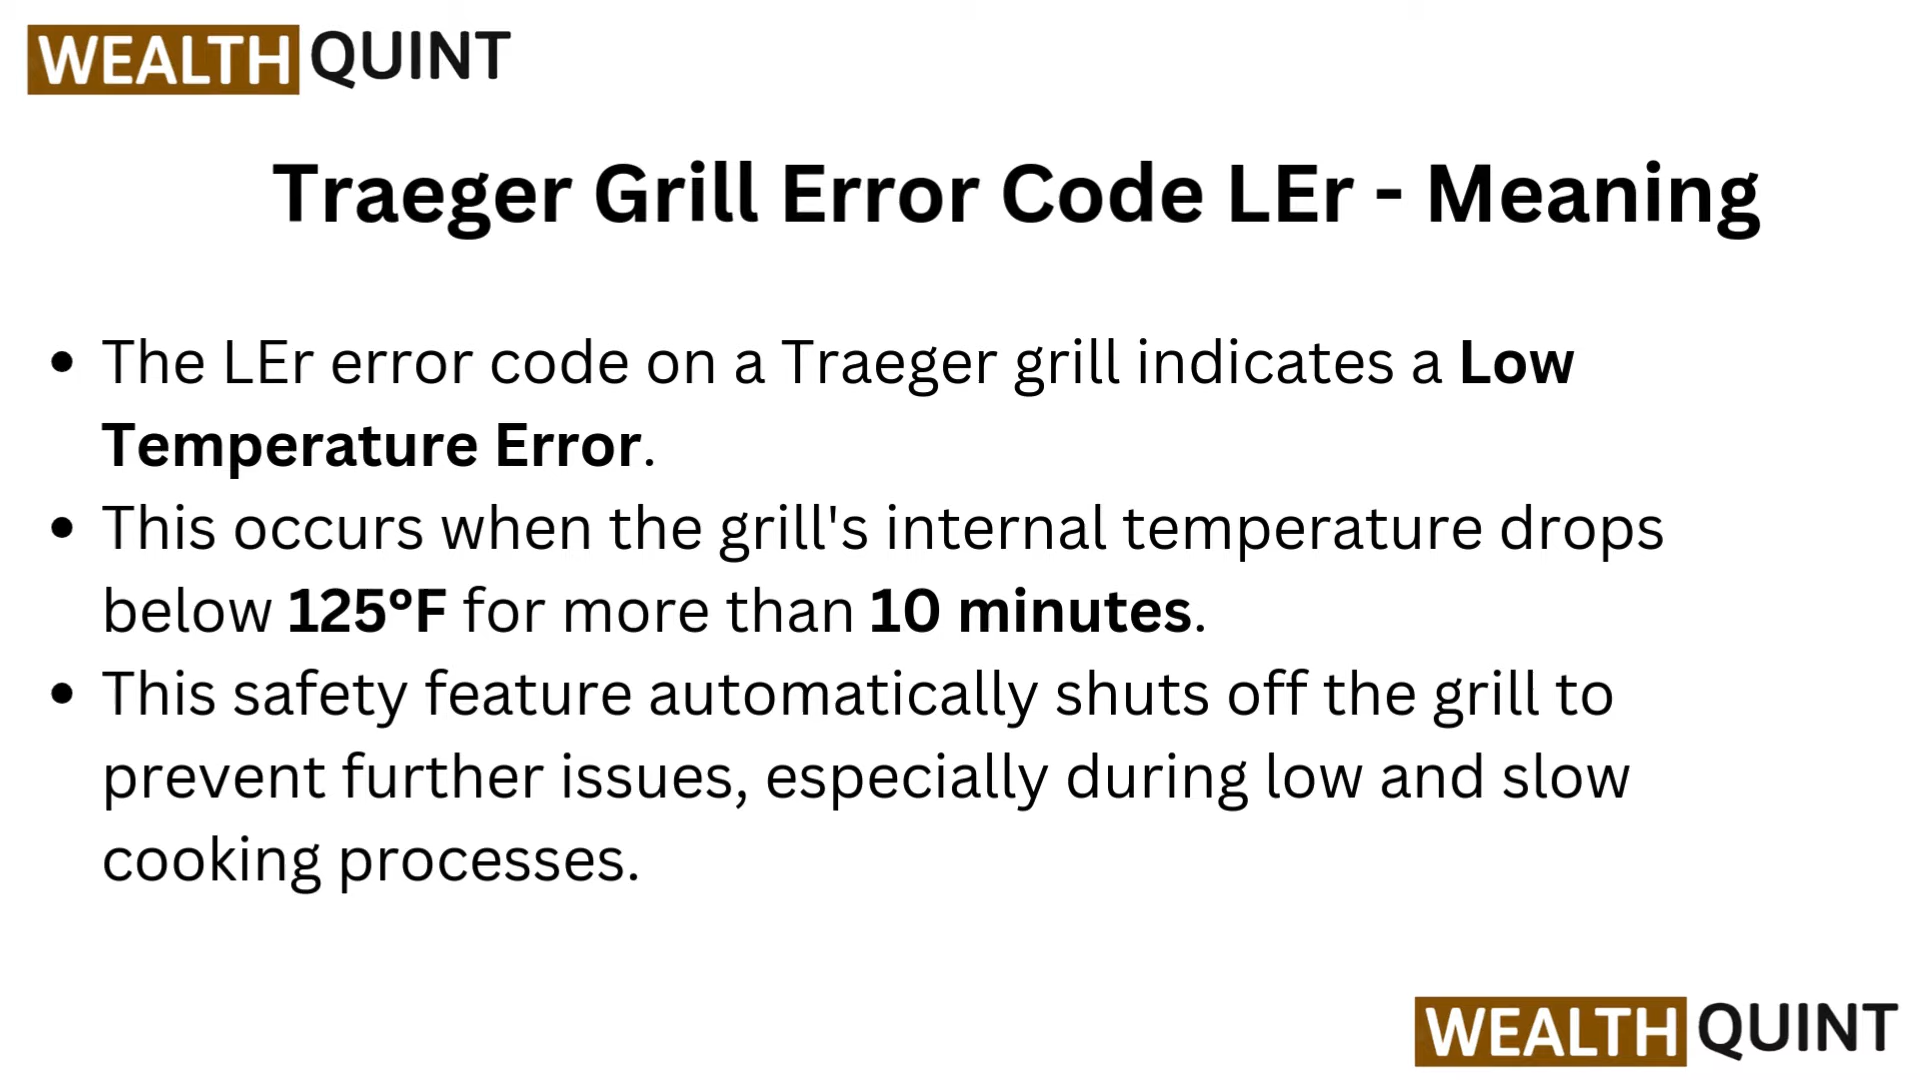 WEALTH QUINT
Traeger Grill Error Code LEr - Meaning
• The LEr error code on a Traeger grill indicates a Low
Temperature Error.
• This occurs when the grill's internal temperature drops
below 125°F for more than 10 minutes.
• This safety feature automatically shuts off the grill to
prevent further issues, especially during low and slow
cooking processes.
WEALTH QUINT